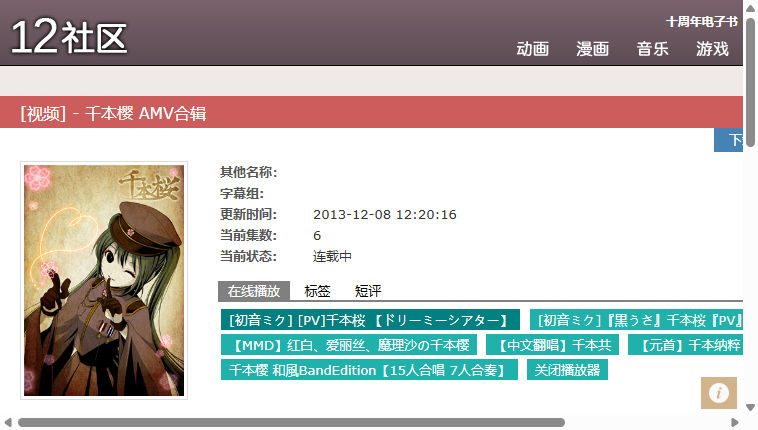 12社区
十周年电子书
动画 漫画 音乐 游戏
[视频] - 千本樱 AMV合辑
千本桜
其他名称:
字幕组:
更新时间: 2013-12-08 12:20:16
当前集数: 6
当前状态: 连载中
在线播放 标签 短评
[初音ミク] [PV]千本桜 【ドリーミーシアター】 [初音ミク]『黒うさ』千本桜『PV』
【MMD】红白、爱丽丝、魔理沙の千本樱 【中文翻唱】千本共 【元首】千本纳粹
千本樱 和風BandEdition【15人合唱 7人合奏】 关闭播放器